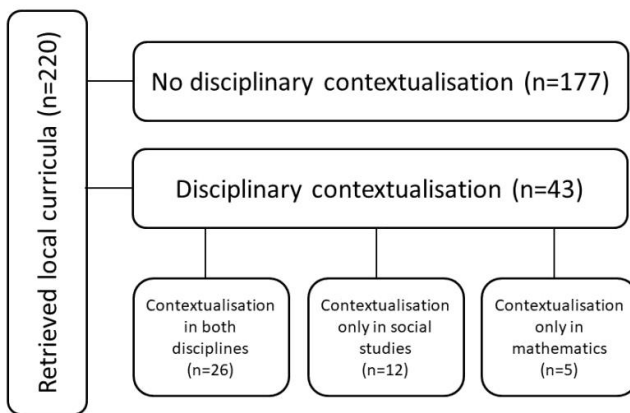 Retrieved local curricula (n=220)
No disciplinary contextualisation (n=177)
Disciplinary contextualisation (n=43)
Contextualisation
in both
disciplines
(n=26)
Contextualisation
only in social
studies
(n=12)
Contextualisation
only in
mathematics
(n=5)